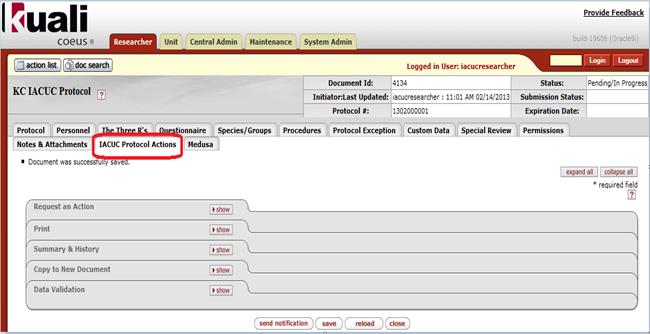 kuali
coeus ®
Provide Feedback
Researcher Unit Central Admin Maintenance System Admin
build-19606 (Oracle9i)
action list doc search
Logged in User: iacucresearcher Login Logout
KC IACUC Protocol ?
Document Id: 4134 Status: Pending/In Progress
Initiator:Last Updated: iacucresearcher : 11:01 AM 02/14/2013 Submission Status:
Protocol #: 1302000001 Expiration Date:
Protocol Personnel The Three R's Questionnaire Species/Groups Procedures Protocol Exception Custom Data Special Review Permissions
Notes & Attachments IACUC Protocol Actions Medusa
Document was successfully saved.
expand all collapse all
* required field
?
Request an Action show
Print show
Summary & History show
Copy to New Document show
Data Validation show
send notification save reload close